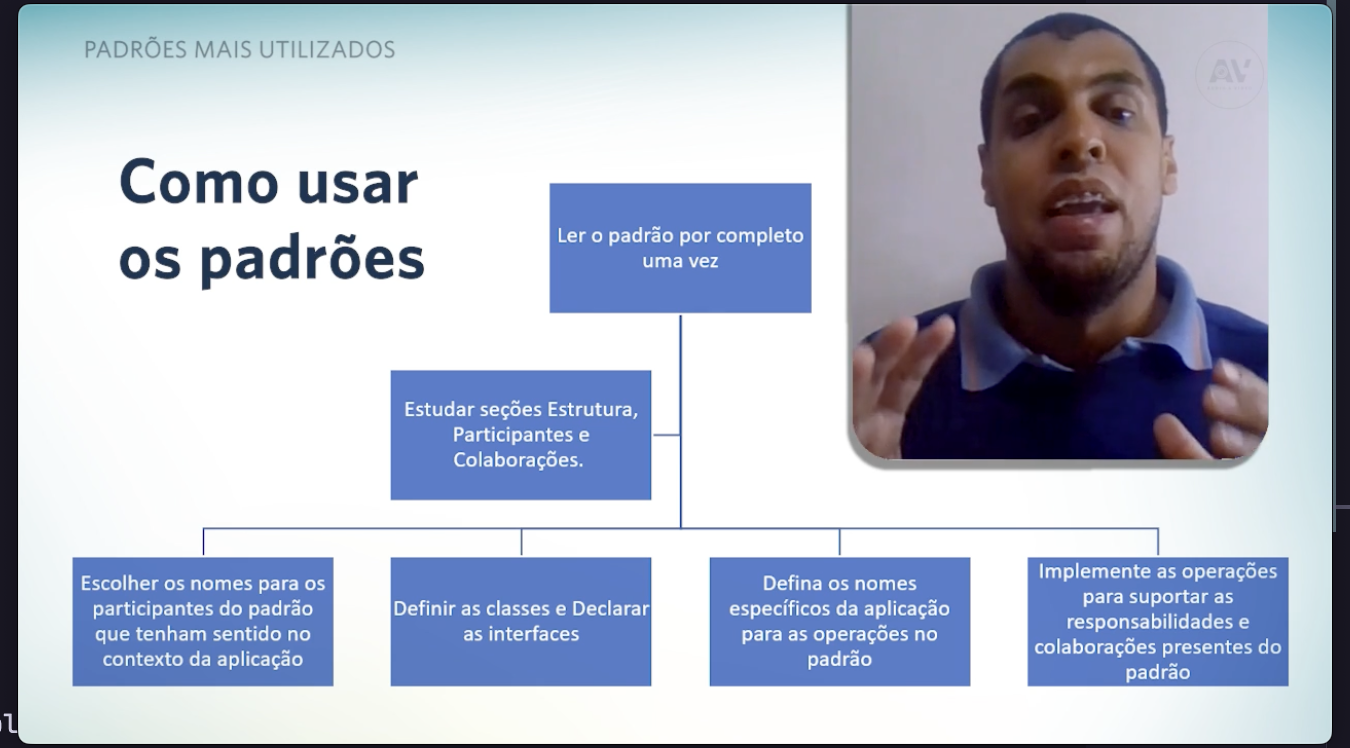 PADRÕES MAIS UTILIZADOS
Como usar
os padrões
Ler o padrão por completo
uma vez
Estudar seções Estrutura,
Participantes e
Colaborações.
Escolher os nomes para os
participantes do padrão
que tenham sentido no
contexto da aplicação
Definir as classes e Declarar
as interfaces
Defina os nomes
específicos da aplicação
para as operações no
padrão
Implemente as operações
para suportar as
responsabilidades e
colaborações presentes do
padrão
AV